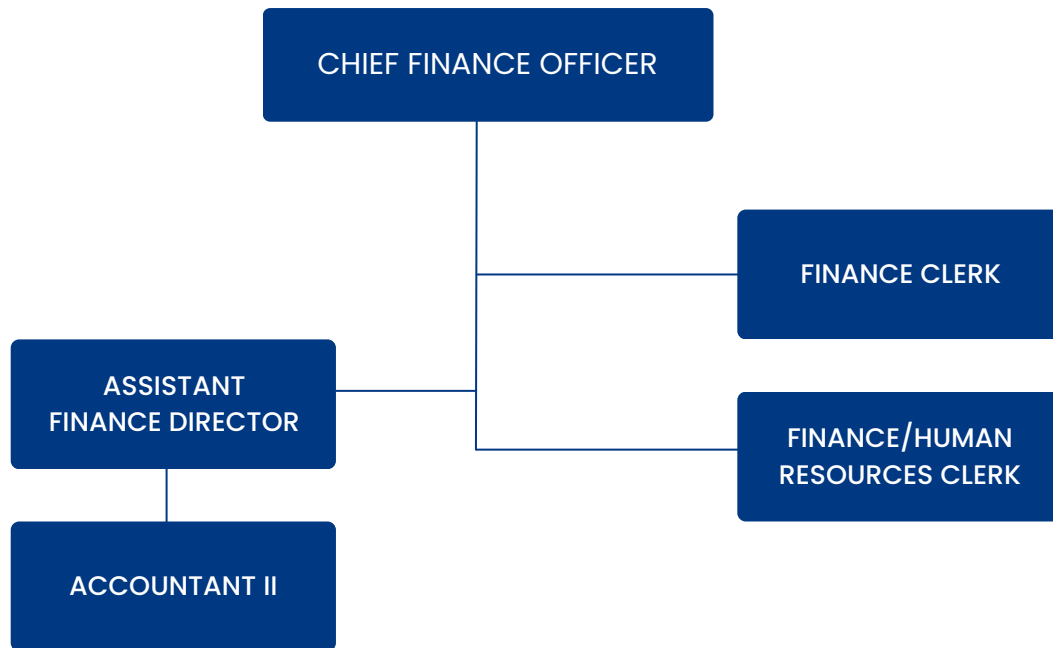 CHIEF FINANCE OFFICER
FINANCE CLERK
ASSISTANT
FINANCE DIRECTOR
FINANCE/HUMAN
RESOURCES CLERK
ACCOUNTANT II